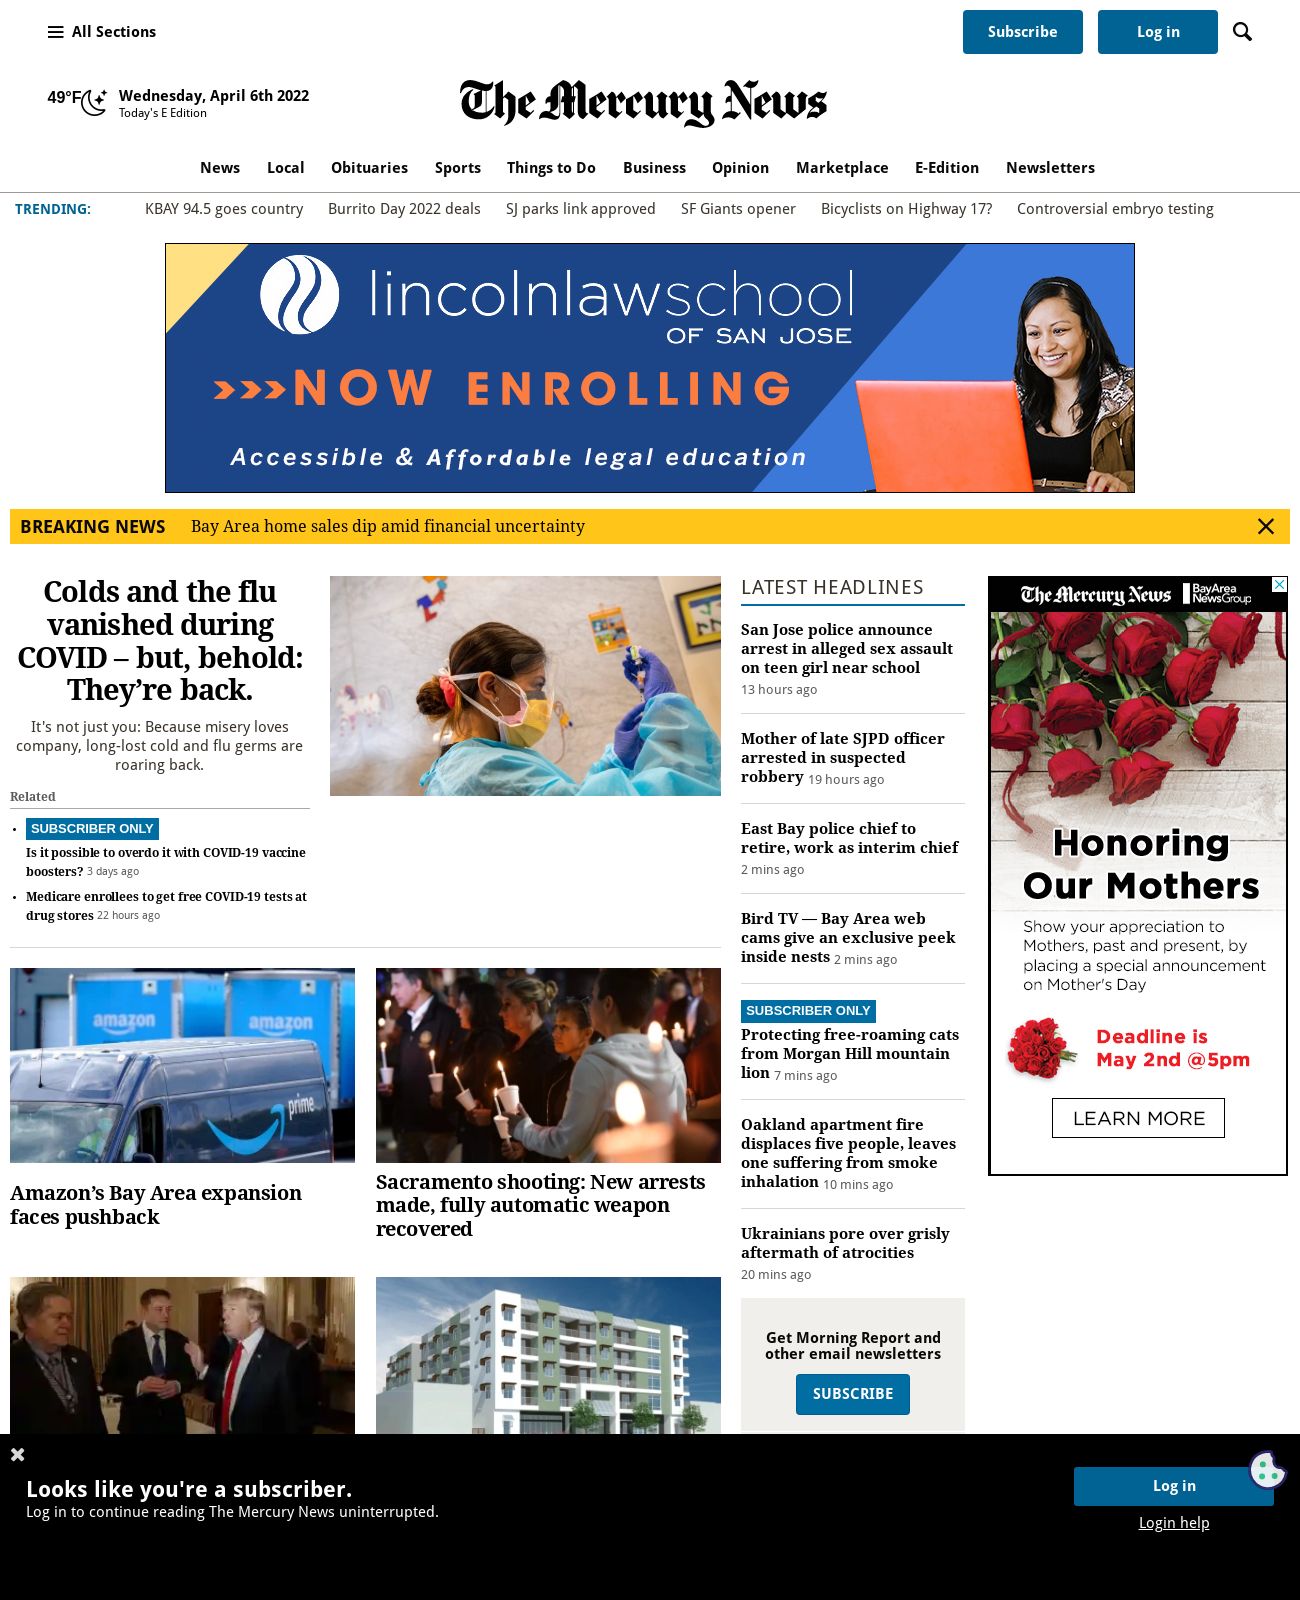 All Sections
Subscribe
Log in
49°F
Wednesday, April 6th 2022
Today's E Edition
The Mercury News
News Local Obituaries Sports Things to Do Business Opinion Marketplace E-Edition Newsletters
TRENDING: KBAY 94.5 goes country Burrito Day 2022 deals SJ parks link approved SF Giants opener Bicyclists on Highway 17? Controversial embryo testing
lincolnlawschool
OF SAN JOSE
>>>NOW ENROLLING
Accessible & Affordable legal education
BREAKING NEWS Bay Area home sales dip amid financial uncertainty
Colds and the flu
vanished during
COVID – but, behold:
They’re back.
It's not just you: Because misery loves
company, long-lost cold and flu germs are
roaring back.
Related
SUBSCRIBER ONLY
Is it possible to overdo it with COVID-19 vaccine
boosters? 3 days ago
Medicare enrollees to get free COVID-19 tests at
drug stores 22 hours ago
amazon
amazon
prime
Amazon’s Bay Area expansion
faces pushback
Sacramento shooting: New arrests
made, fully automatic weapon
recovered
LATEST HEADLINES
San Jose police announce
arrest in alleged sex assault
on teen girl near school
13 hours ago
Mother of late SJPD officer
arrested in suspected
robbery 19 hours ago
East Bay police chief to
retire, work as interim chief
2 mins ago
Bird TV — Bay Area web
cams give an exclusive peek
inside nests 2 mins ago
SUBSCRIBER ONLY
Protecting free-roaming cats
from Morgan Hill mountain
lion 7 mins ago
Oakland apartment fire
displaces five people, leaves
one suffering from smoke
inhalation 10 mins ago
Ukrainians pore over grisly
aftermath of atrocities
20 mins ago
Get Morning Report and
other email newsletters
SUBSCRIBE
The Mercury News
BayArea
NewsGroup
Honoring
Our Mothers
Show your appreciation to
Mothers, past and present, by
placing a special announcement
on Mother's Day
Deadline is
May 2nd @5pm
LEARN MORE
Looks like you're a subscriber.
Log in to continue reading The Mercury News uninterrupted.
Log in
Login help